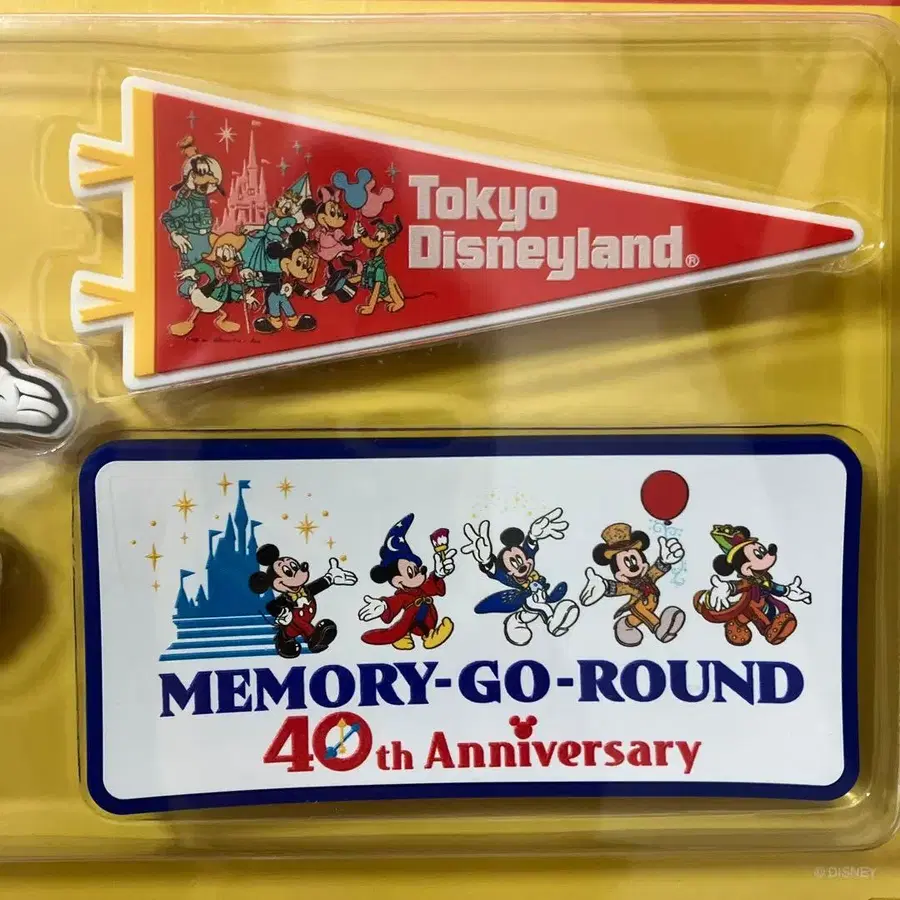 Tokyo
Disneyland®
MEMORY-GO-ROUND
40th Anniversary
© DISNEY